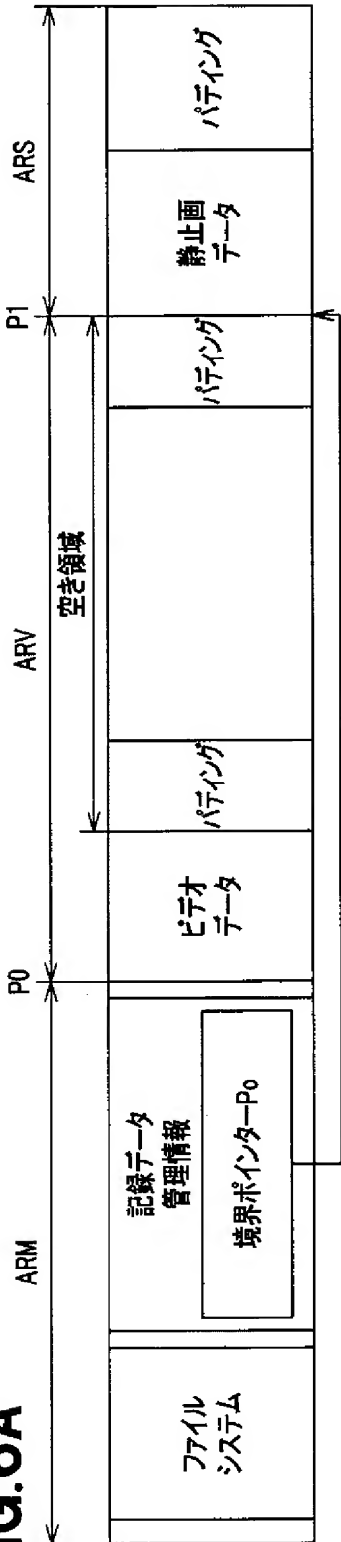 FIG.6A
ARM
P0
ARV
P1
ARS
空き領域
ファイル
システム
記録データ
管理情報
境界ポインターP0
ビデオ
データ
パディング
パディング
静止画
データ
パディング